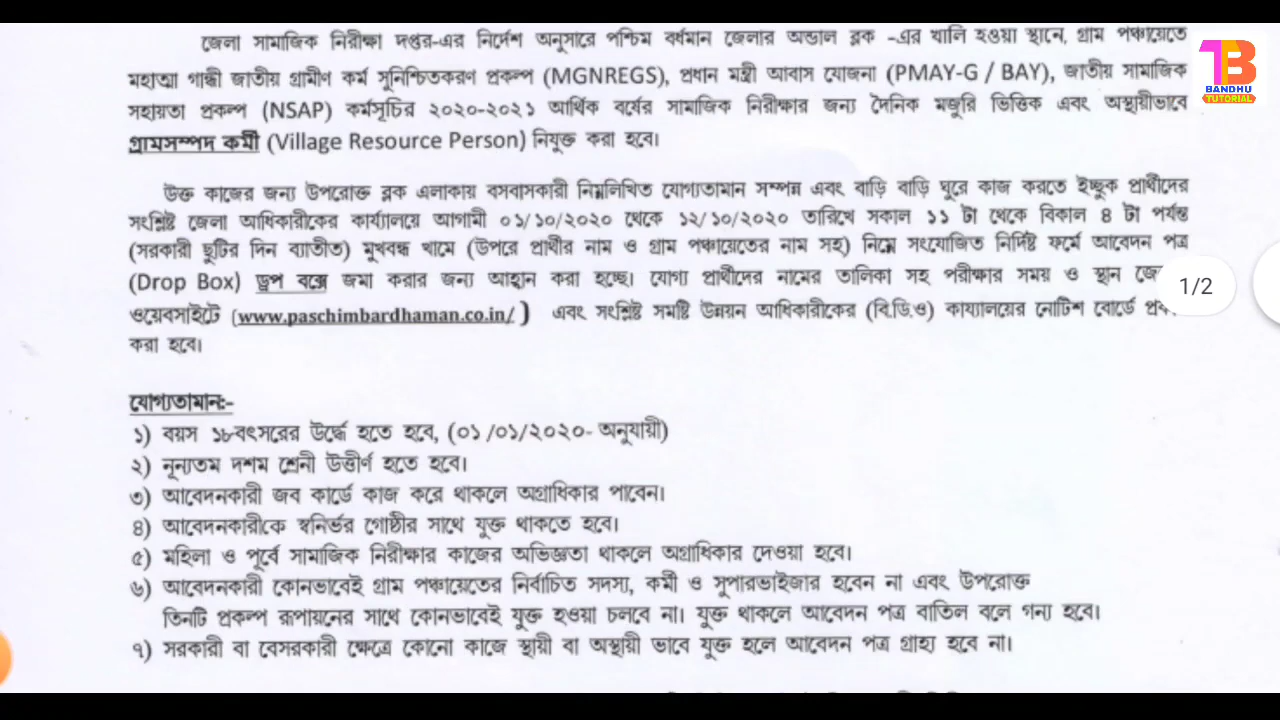 জেলা সামাজিক নিরীক্ষা দপ্তর-এর নির্দেশ অনুসারে পশ্চিম বর্ধমান জেলার অন্ডাল ব্লক -এর খালি হওয়া স্থানে, গ্রাম পঞ্চায়েতে
মহাত্মা গান্ধী জাতীয় গ্রামীণ কর্ম সুনিশ্চিতকরণ প্রকল্প (MGNREGS), প্রধান মন্ত্রী আবাস যোজনা (PMAY-G / BAY), জাতীয় সামাজিক
সহায়তা প্রকল্প (NSAP) কর্মসূচির ২০২০-২০২১ আর্থিক বর্ষের সামাজিক নিরীক্ষার জন্য দৈনিক মজুরি ভিত্তিক এবং অস্থায়ীভাবে
গ্রামসম্পদ কর্মী (Village Resource Person) নিযুক্ত করা হবে।
উক্ত কাজের জন্য উপরোক্ত ব্লক এলাকায় বসবাসকারী নিম্নলিখিত যোগ্যতামান সম্পন্ন এবং বাড়ি বাড়ি ঘুরে কাজ করতে ইচ্ছুক প্রার্থীদের
সংশ্লিষ্ট জেলা আধিকারীকের কার্য্যালয়ে আগামী ০১/১০/২০২০ থেকে ১২/১০/২০২০ তারিখে সকাল ১১ টা থেকে বিকাল ৪ টা পর্যন্ত
(সরকারী ছুটির দিন ব্যাতীত) মুখবন্ধ খামে (উপরে প্রার্থীর নাম ও গ্রাম পঞ্চায়েতের নাম সহ) নিম্নে সংযোজিত নির্দিষ্ট ফর্মে আবেদন পত্র
(Drop Box) ড্রপ বক্সে জমা করার জন্য আহ্বান করা হচ্ছে। যোগ্য প্রার্থীদের নামের তালিকা সহ পরীক্ষার সময় ও স্থান
ওয়েবসাইটে (www.paschimbardhaman.co.in/ ) এবং সংশ্লিষ্ট সমষ্টি উন্নয়ন আধিকারীকের (বি.ডি.ও) কার্য্যালয়ের নোটিশ বোর্ডে
করা হবে।
যোগ্যতামান:-
১) বয়স ১৮বৎসরের উর্দ্ধে হতে হবে, (০১/০১/২০২০- অনুযায়ী)
২) নূন্যতম দশম শ্রেনী উত্তীর্ণ হতে হবে।
৩) আবেদনকারী জব কার্ডে কাজ করে থাকলে অগ্রাধিকার পাবেন।
৪) আবেদনকারীকে স্বনির্ভর গোষ্ঠীর সাথে যুক্ত থাকতে হবে।
৫) মহিলা ও পূর্বে সামাজিক নিরীক্ষার কাজের অভিজ্ঞতা থাকলে অগ্রাধিকার দেওয়া হবে।
৬) আবেদনকারী কোনভাবেই গ্রাম পঞ্চায়েতের নির্বাচিত সদস্য, কর্মী ও সুপারভাইজার হবেন না এবং উপরোক্ত
তিনটি প্রকল্প রূপায়নের সাথে কোনভাবেই যুক্ত হওয়া চলবে না। যুক্ত থাকলে আবেদন পত্র বাতিল বলে গন্য হবে।
৭) সরকারী বা বেসরকারী ক্ষেত্রে কোনো কাজে স্থায়ী বা অস্থায়ী ভাবে যুক্ত হলে আবেদন পত্র গ্রাহ্য হবে না।
1/2
TB
BANDHU
TUTORIAL